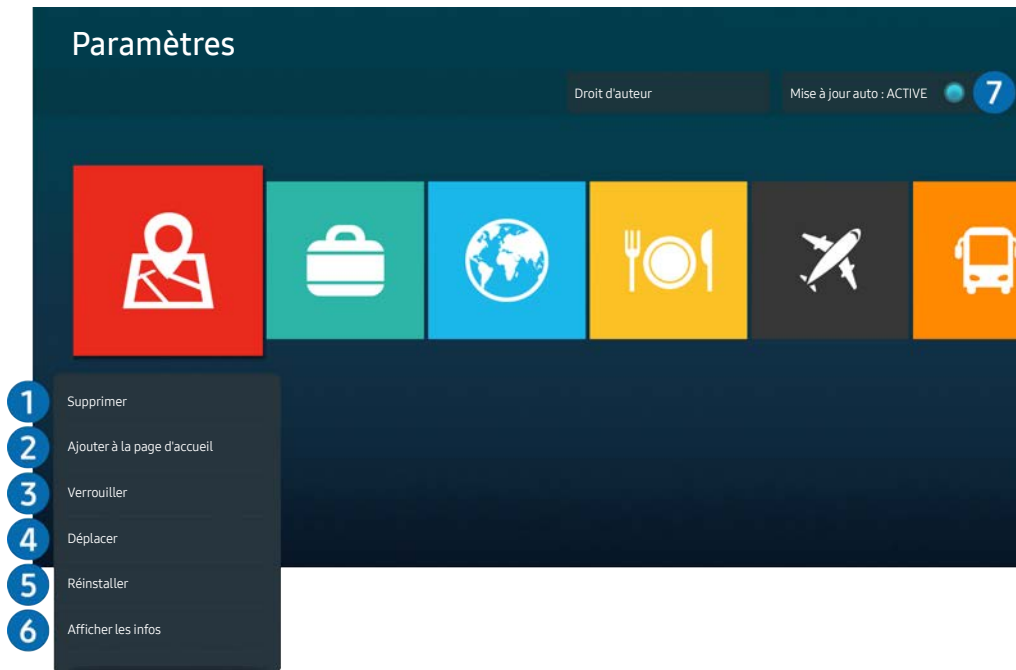 Paramètres
Droit d'auteur
Mise à jour auto : ACTIVE
7
1
Supprimer
2
Ajouter à la page d'accueil
3
Verrouiller
4
Déplacer
5
Réinstaller
6
Afficher les infos